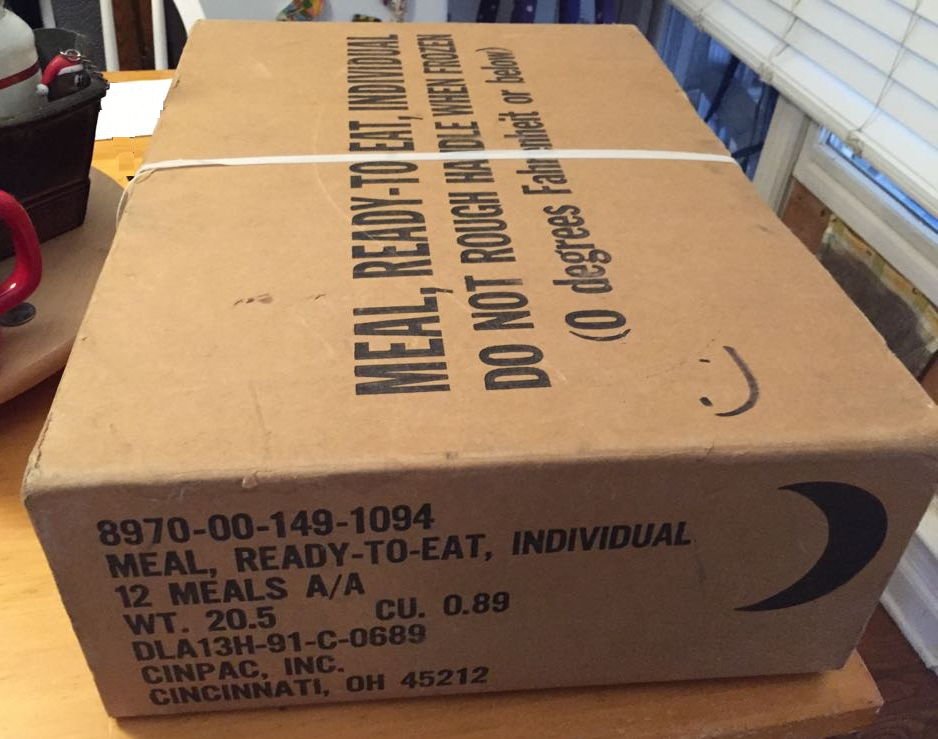 MEAL, READY-TO EAT, INDIVIDUAL
DO NOT ROUGH HANDLE WHEN FROZEN
(0 degrees Fahrenheit or below)
8970-00-149-1094
MEAL, READY-TO-EAT, INDIVIDUAL
12 MEALS A/A
WT. 20.5 CU. 0.89
DLA13H-91-C-0689
CINPAC, INC.
CINCINNATI, OH 45212